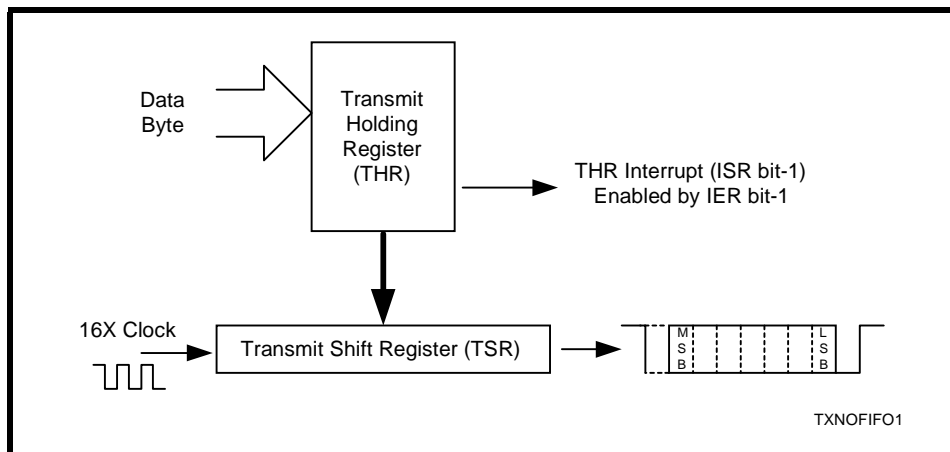 Data
Byte
Transmit
Holding
Register
(THR)
THR Interrupt (ISR bit-1)
Enabled by IER bit-1
16X Clock
Transmit Shift Register (TSR)
M
S
B
L
S
B
TXNOFIFO1